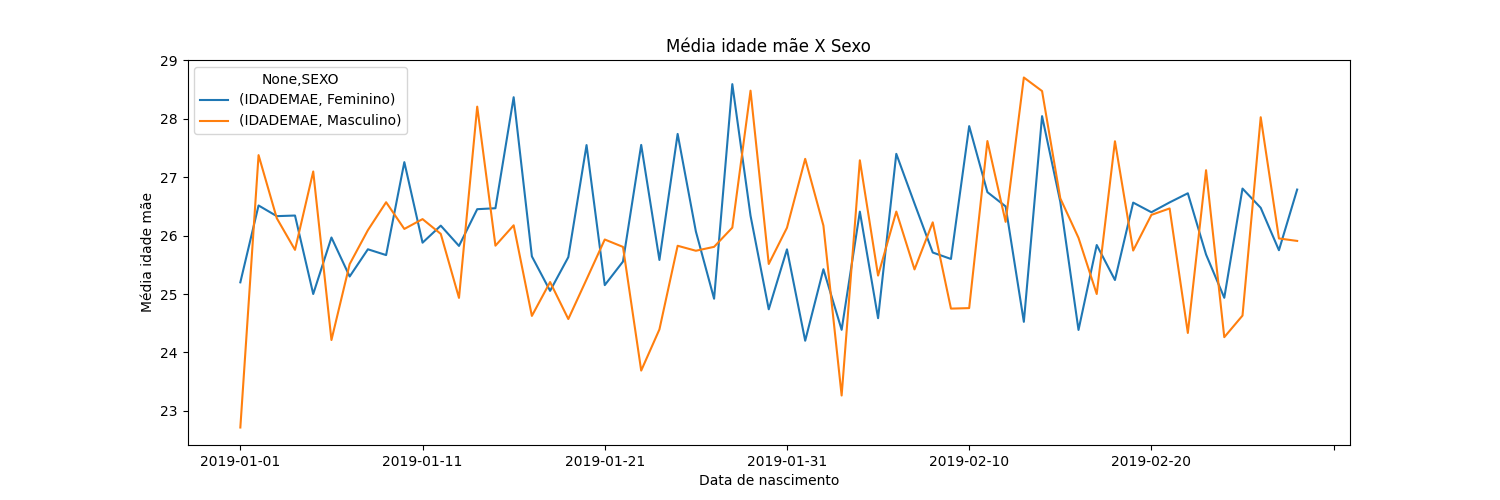 Média idade mãe X Sexo
None,SEXO
(IDADEMAE, Feminino)
(IDADEMAE, Masculino)
Média idade mãe
29
28
27
26
25
24
23
2019-01-01 2019-01-11 2019-01-21 2019-01-31 2019-02-10 2019-02-20
Data de nascimento